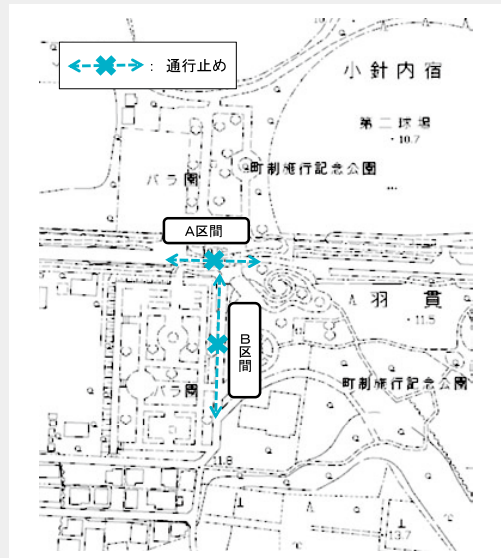 通行止め
小針内宿
第二球場
・10.7
町制施行記念公園
バラ園
A区間
羽貫
・11.5
B区間
町制施行記念公園
バラ園
11.8
13.7